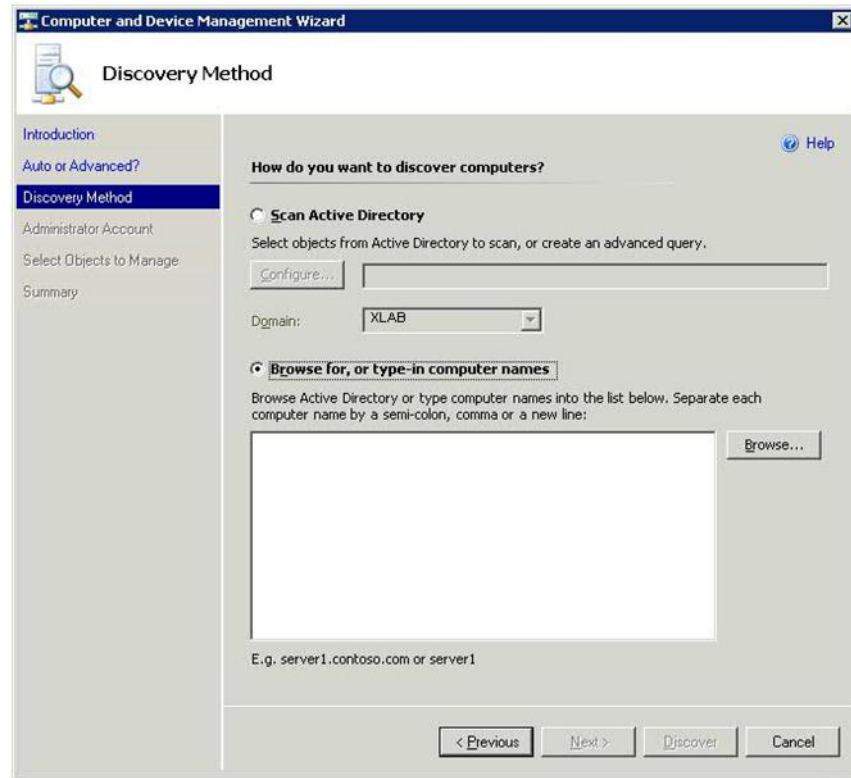 Computer and Device Management Wizard
Discovery Method
Introduction
Auto or Advanced?
Discovery Method
Administrator Account
Select Objects to Manage
Summary
Help
How do you want to discover computers?
Scan Active Directory
Select objects from Active Directory to scan, or create an advanced query.
Configure...
Domain: XLAB
Browse for, or type-in computer names
Browse Active Directory or type computer names into the list below. Separate each
computer name by a semi-colon, comma or a new line:
Browse...
E.g. server1.contoso.com or server1
< Previous Next > Discover Cancel